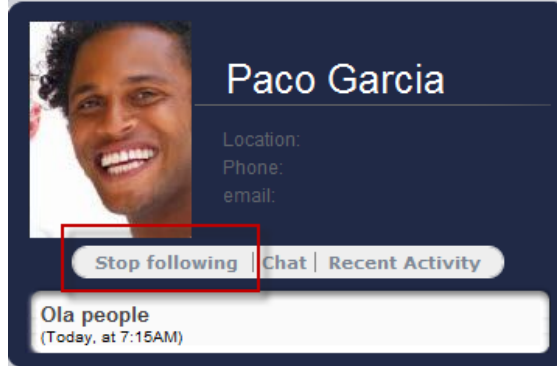 Paco Garcia
Location:
Phone:
email:
Stop following | Chat | Recent Activity
Ola people
(Today, at 7:15AM)